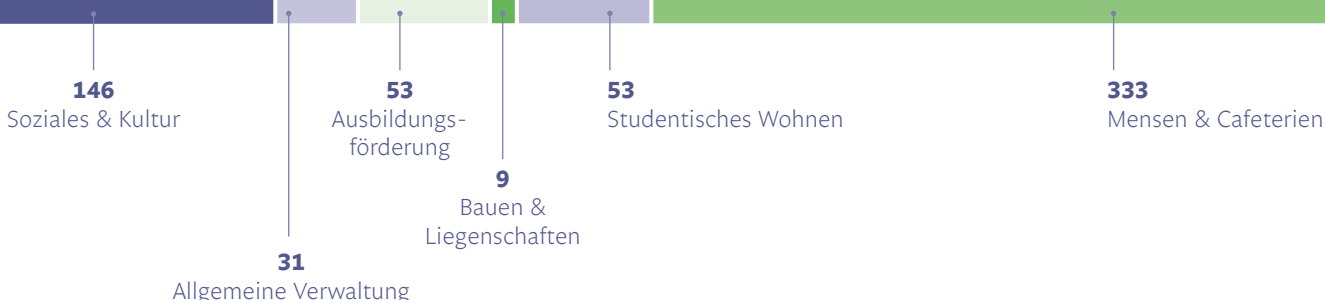 146
Soziales & Kultur
31
Allgemeine Verwaltung
53
Ausbildungs-
förderung
9
Bauen &
Liegenschaften
53
Studentisches Wohnen
333
Mensen & Cafeterien